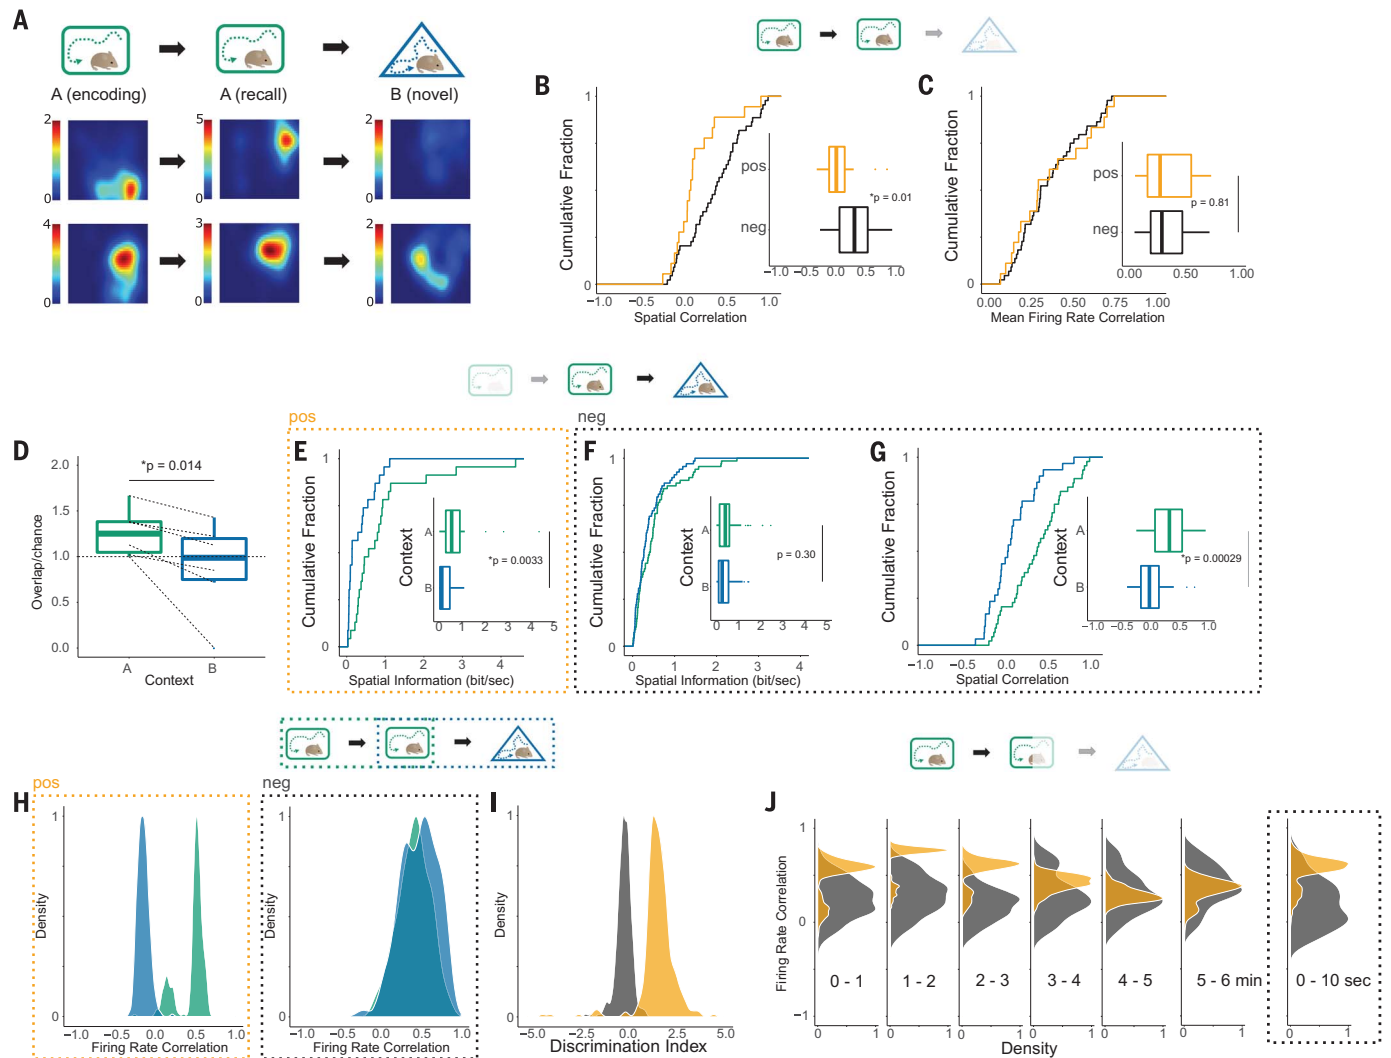 A
A (encoding)
A (recall)
B (novel)
2
0
5
0
2
0
4
0
3
0
2
0
B
Cumulative Fraction
1
0
−1.0
−0.5
0.0
0.5
1.0
Spatial Correlation
pos
neg
*p = 0.01
−1.0
−0.5
0.0
0.5
1.0
C
Cumulative Fraction
1
0
0.00
0.25
0.50
0.75
1.00
Mean Firing Rate Correlation
pos
neg
p = 0.81
0.00
0.50
1.00
pos
neg
D
Overlap/chance
2.0
1.5
1.0
0.5
0.0
*p = 0.014
A
B
Context
E
Cumulative Fraction
1
0
0
2
4
Spatial Information (bit/sec)
Context
A
B
*p = 0.0033
0
1
2
3
4
5
F
Cumulative Fraction
1
0
0
1
2
3
4
Spatial Information (bit/sec)
Context
A
B
p = 0.30
0
1
2
3
4
5
G
Cumulative Fraction
1
0
−1.0
−0.5
0.0
0.5
1.0
Spatial Correlation
Context
A
B
*p = 0.00029
−1.0
−0.5
0.0
0.5
1.0
pos
neg
H
Density
1
0
−1.0
−0.5
0.0
0.5
1.0
Firing Rate Correlation
Density
1
0
−1.0
−0.5
0.0
0.5
1.0
Firing Rate Correlation
I
Density
1
0
−5.0
−2.5
0.0
2.5
5.0
Discrimination Index
J
Firing Rate Correlation
1
0
−1
0 - 1
1 - 2
2 - 3
3 - 4
4 - 5
5 - 6 min
0 - 10 sec
0
1
0
1
0
1
0
1
0
1
0
1
0
1
Density